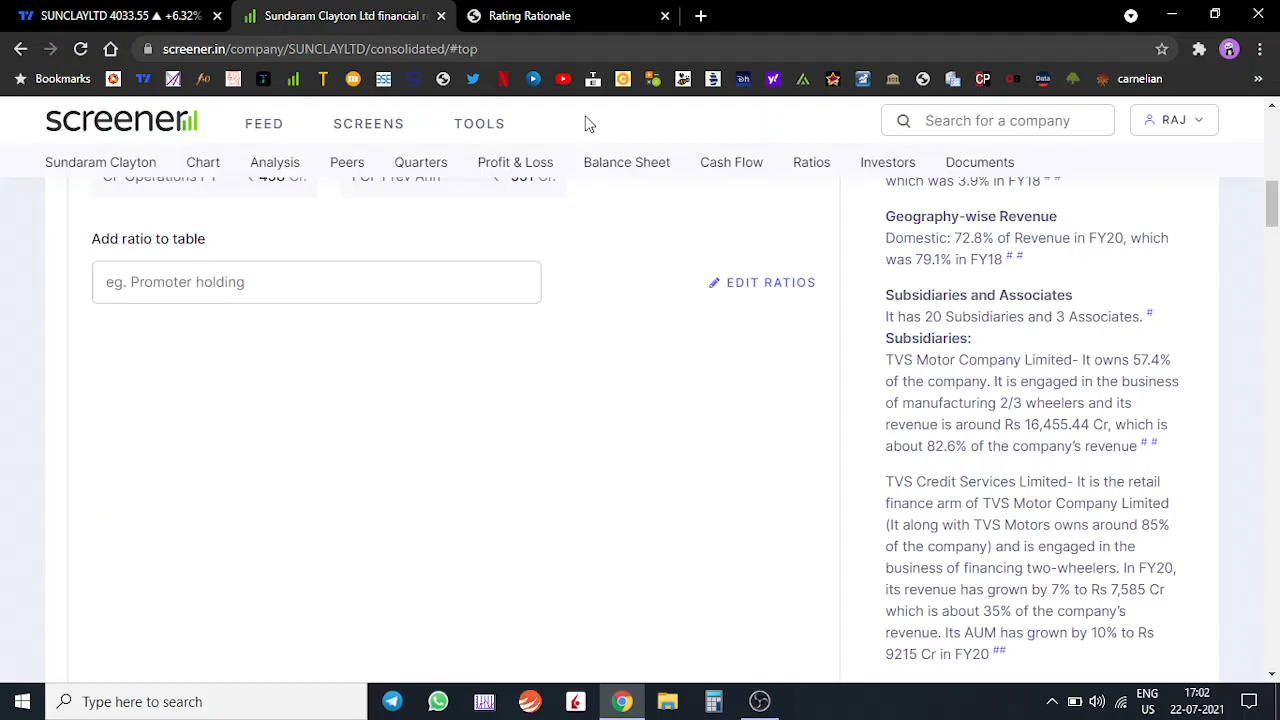 SUNCLAYLTD 4033.55 ▲ +6.32%
Sundaram Clayton Ltd financial r
Rating Rationale
screener.in/company/SUNCLAYLTD/consolidated/#top
Bookmarks
carnelian
screener
FEED
SCREENS
TOOLS
Search for a company
RAJ
Sundaram Clayton
Chart
Analysis
Peers
Quarters
Profit & Loss
Balance Sheet
Cash Flow
Ratios
Investors
Documents
Add ratio to table
eg. Promoter holding
EDIT RATIOS
which was 3.9% in FY18 # #
Geography-wise Revenue
Domestic: 72.8% of Revenue in FY20, which
was 79.1% in FY18 # #
Subsidiaries and Associates
It has 20 Subsidiaries and 3 Associates. #
Subsidiaries:
TVS Motor Company Limited- It owns 57.4%
of the company. It is engaged in the business
of manufacturing 2/3 wheelers and its
revenue is around Rs 16,455.44 Cr, which is
about 82.6% of the company's revenue # #
TVS Credit Services Limited- It is the retail
finance arm of TVS Motor Company Limited
(It along with TVS Motors owns around 85%
of the company) and is engaged in the
business of financing two-wheelers. In FY20,
its revenue has grown by 7% to Rs 7,585 Cr
which is about 35% of the company's
revenue. Its AUM has grown by 10% to Rs
9215 Cr in FY20 ##
Type here to search
ENG
US
17:02
22-07-2021